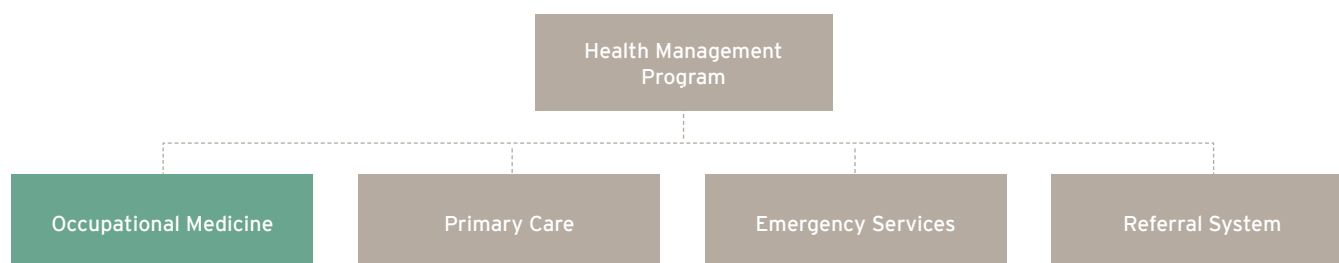 Health Management
Program
Occupational Medicine
Primary Care
Emergency Services
Referral System